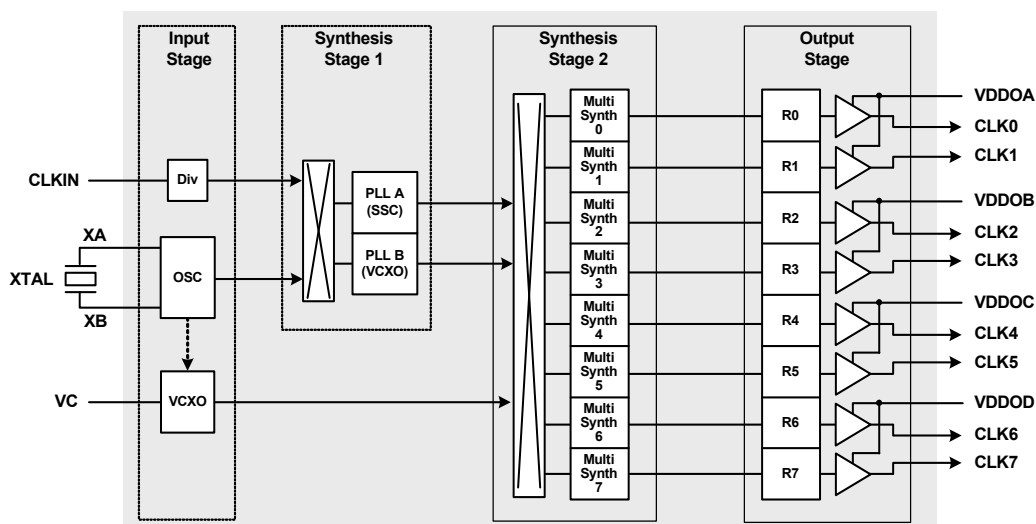 Input
Stage
Synthesis
Stage 1
Synthesis
Stage 2
Output
Stage
CLKIN
XA
XTAL
XB
VC
Div
OSC
VCXO
PLL A
(SSC)
PLL B
(VCXO)
Multi
Synth
0
Multi
Synth
1
Multi
Synth
2
Multi
Synth
3
Multi
Synth
4
Multi
Synth
5
Multi
Synth
6
Multi
Synth
7
R0
R1
R2
R3
R4
R5
R6
R7
VDDOA
CLK0
CLK1
VDDOB
CLK2
CLK3
VDDOC
CLK4
CLK5
VDDOD
CLK6
CLK7